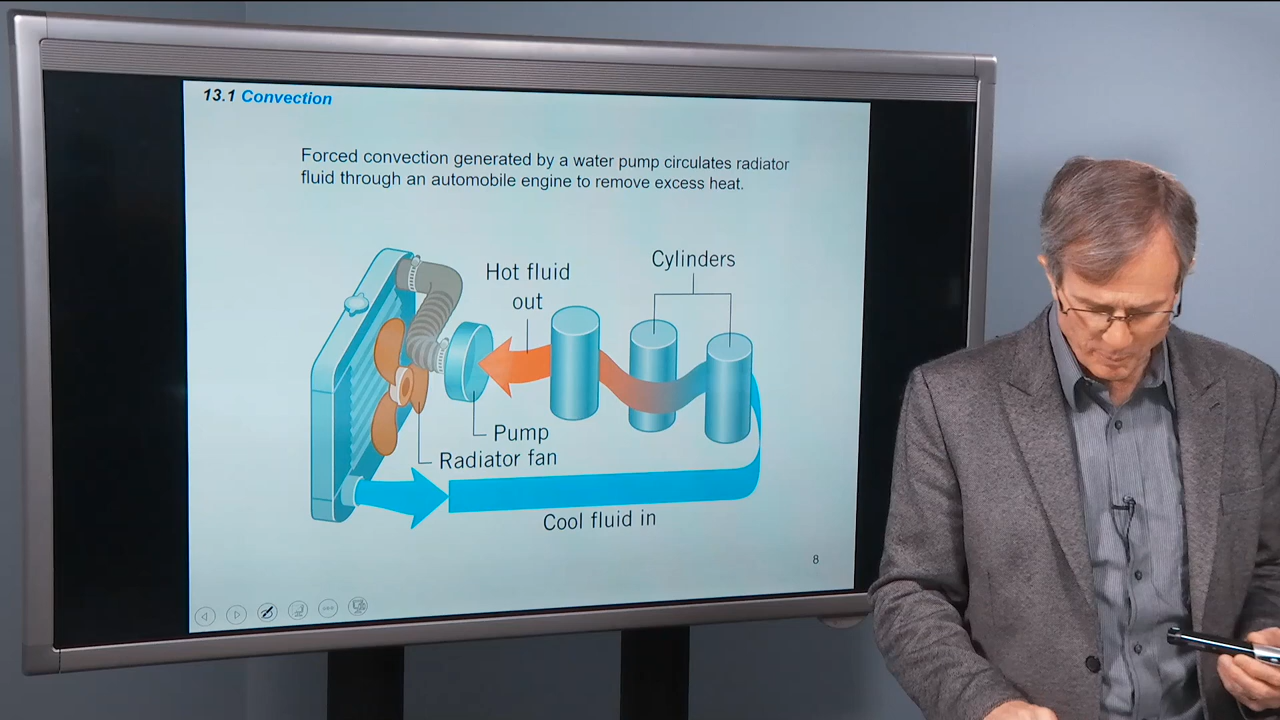 13.1 Convection
Forced convection generated by a water pump circulates radiator
fluid through an automobile engine to remove excess heat.
Hot fluid
out
Cylinders
Pump
Radiator fan
Cool fluid in
8